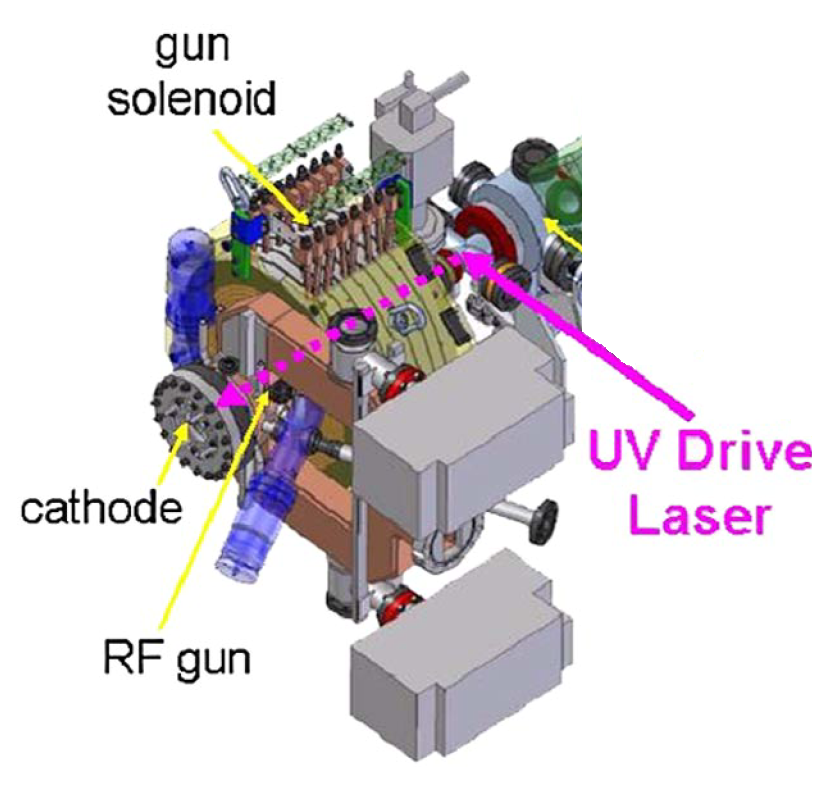 gun
solenoid
UV Drive
Laser
cathode
RF gun